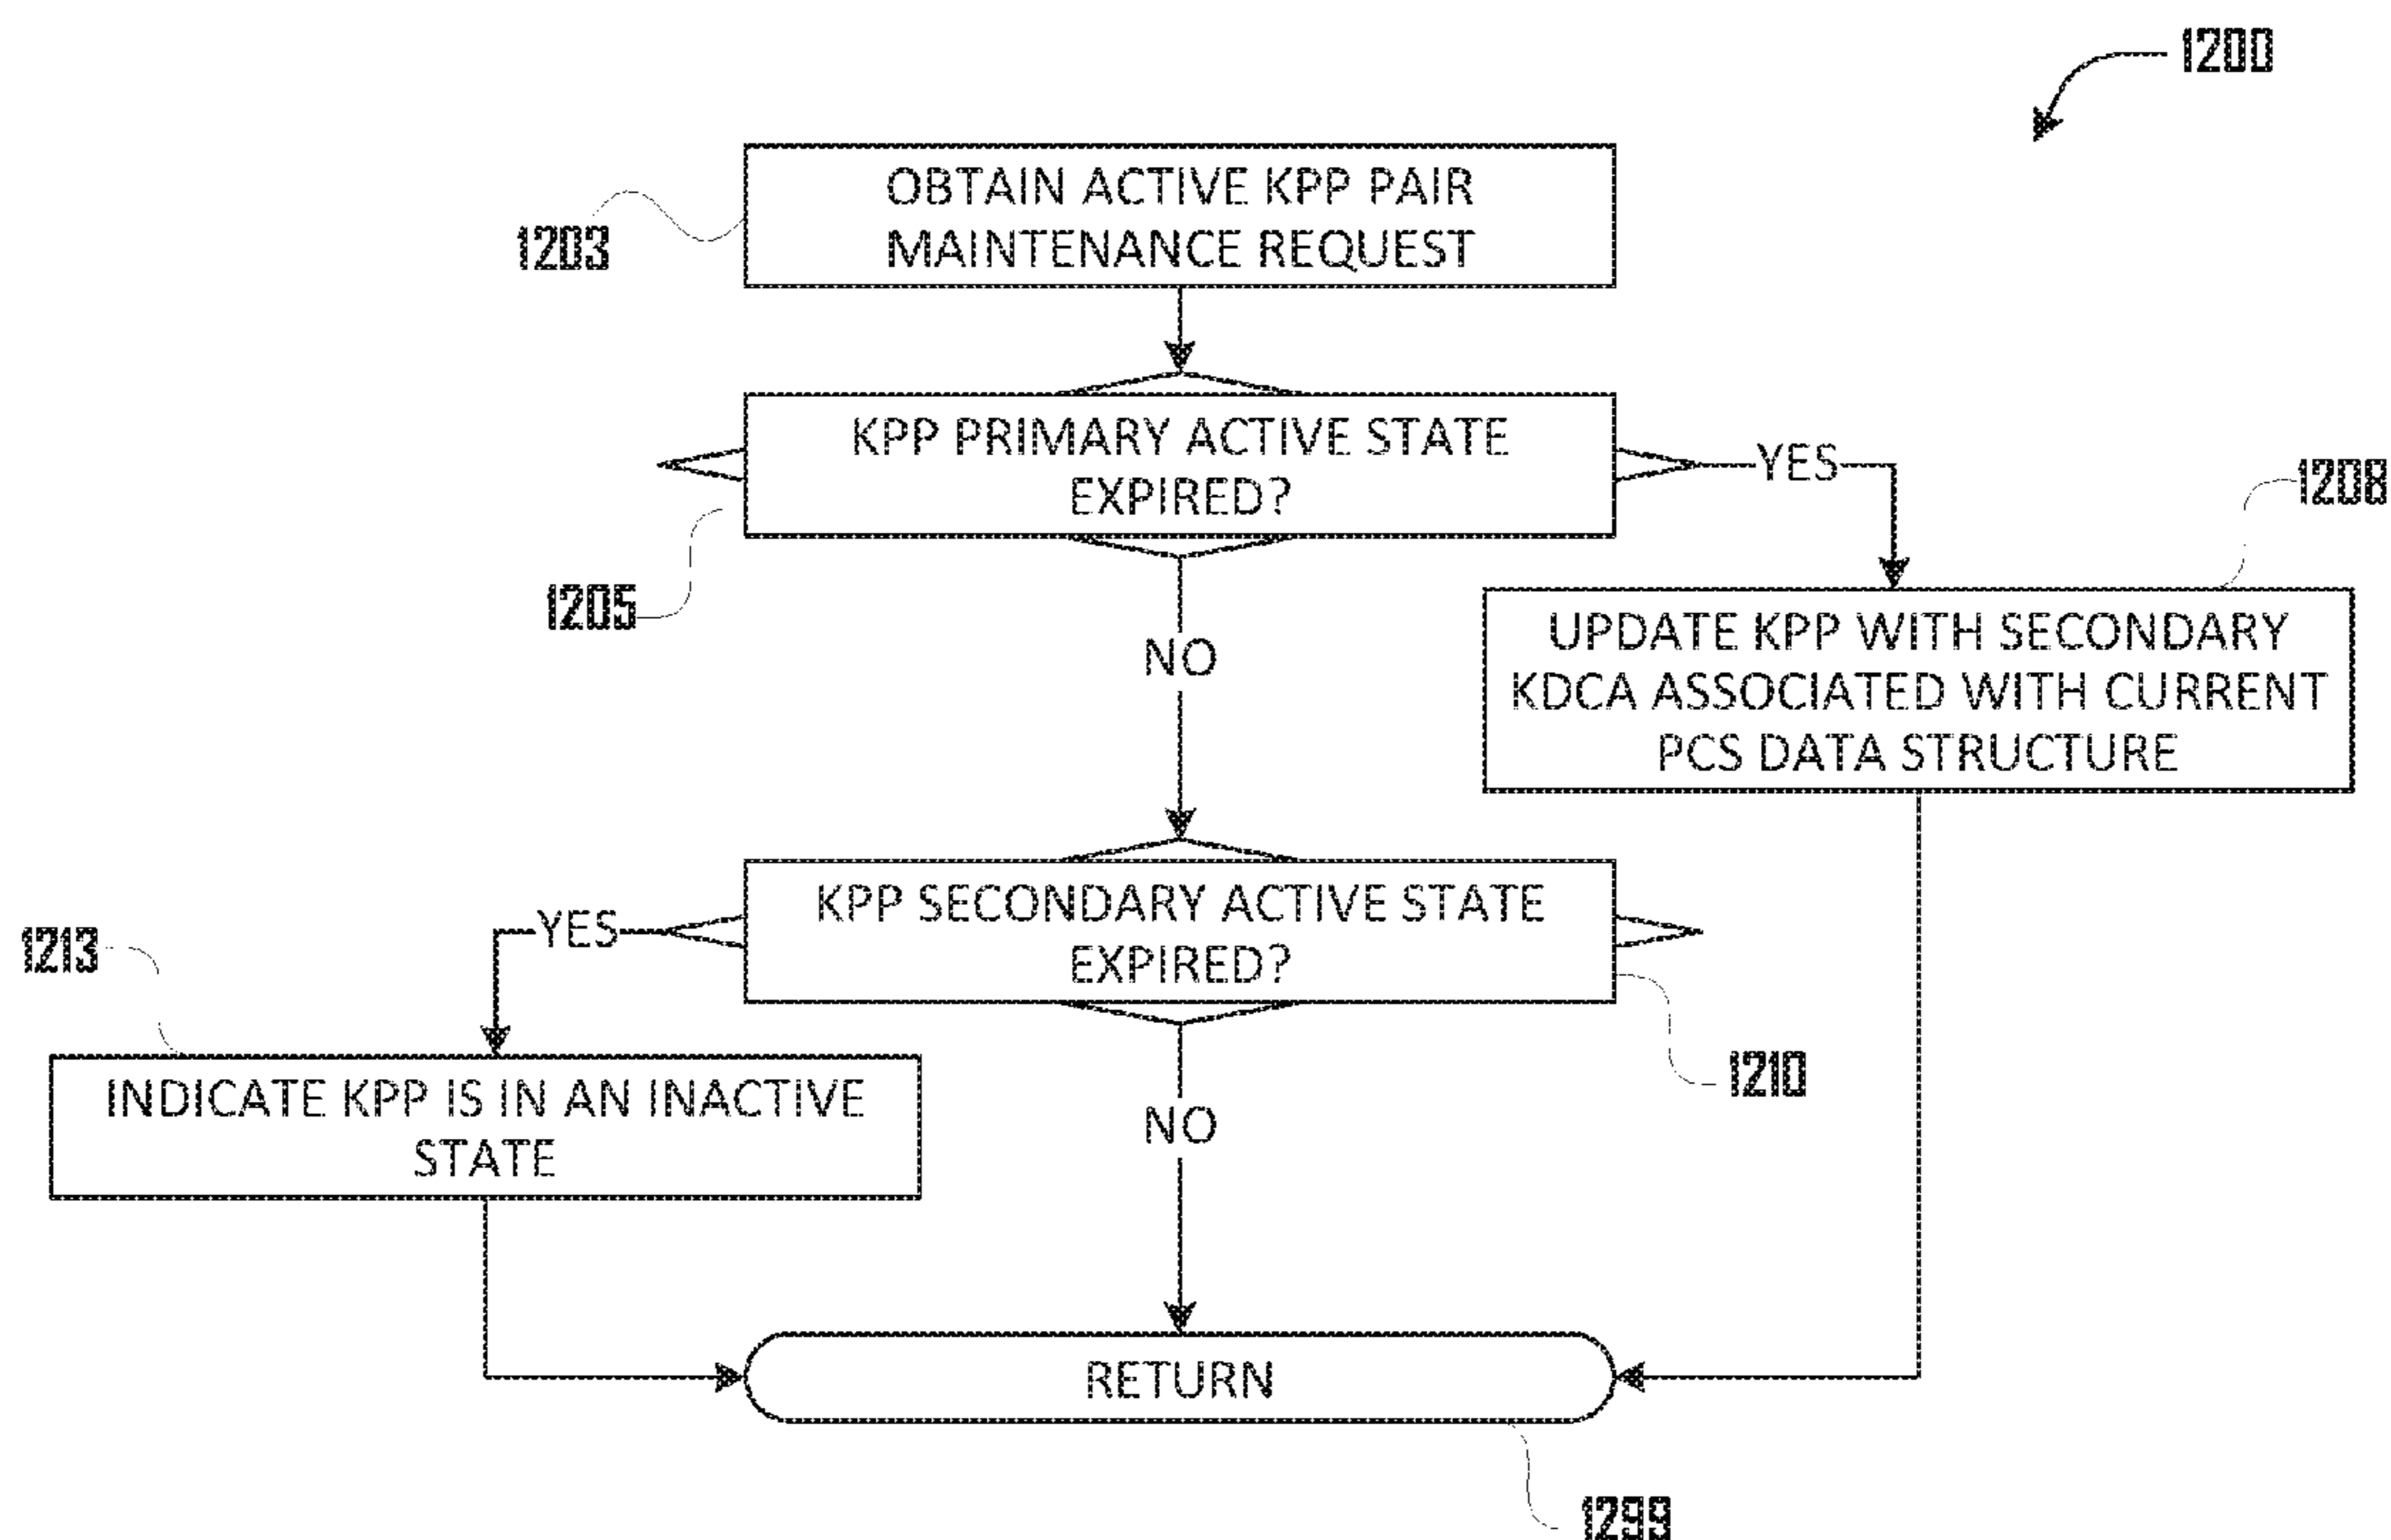 1200
OBTAIN ACTIVE KPP PAIR
MAINTENANCE REQUEST
1203
KPP PRIMARY ACTIVE STATE
EXPIRED?
YES
1208
1205
UPDATE KPP WITH SECONDARY
KDCA ASSOCIATED WITH CURRENT
PCS DATA STRUCTURE
NO
KPP SECONDARY ACTIVE STATE
EXPIRED?
YES
1213
1210
INDICATE KPP IS IN AN INACTIVE
STATE
NO
RETURN
1299